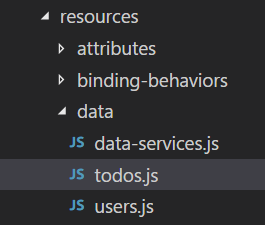 resources
attributes
binding-behaviors
data
JS data-services.js
JS todos.js
JS users.js